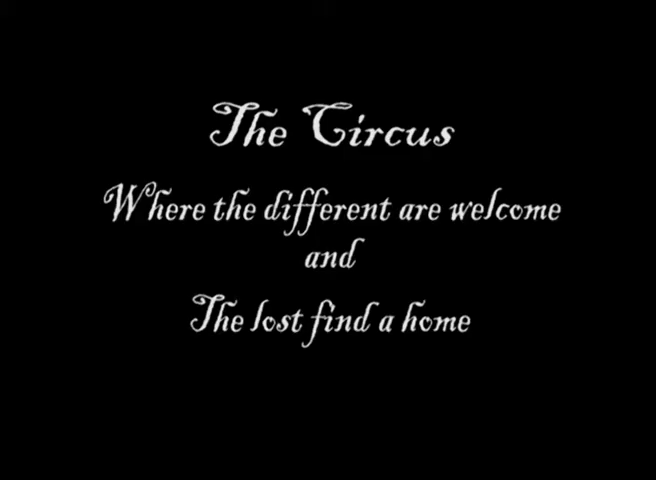 The Circus
Where the different are welcome
and
The lost find a home